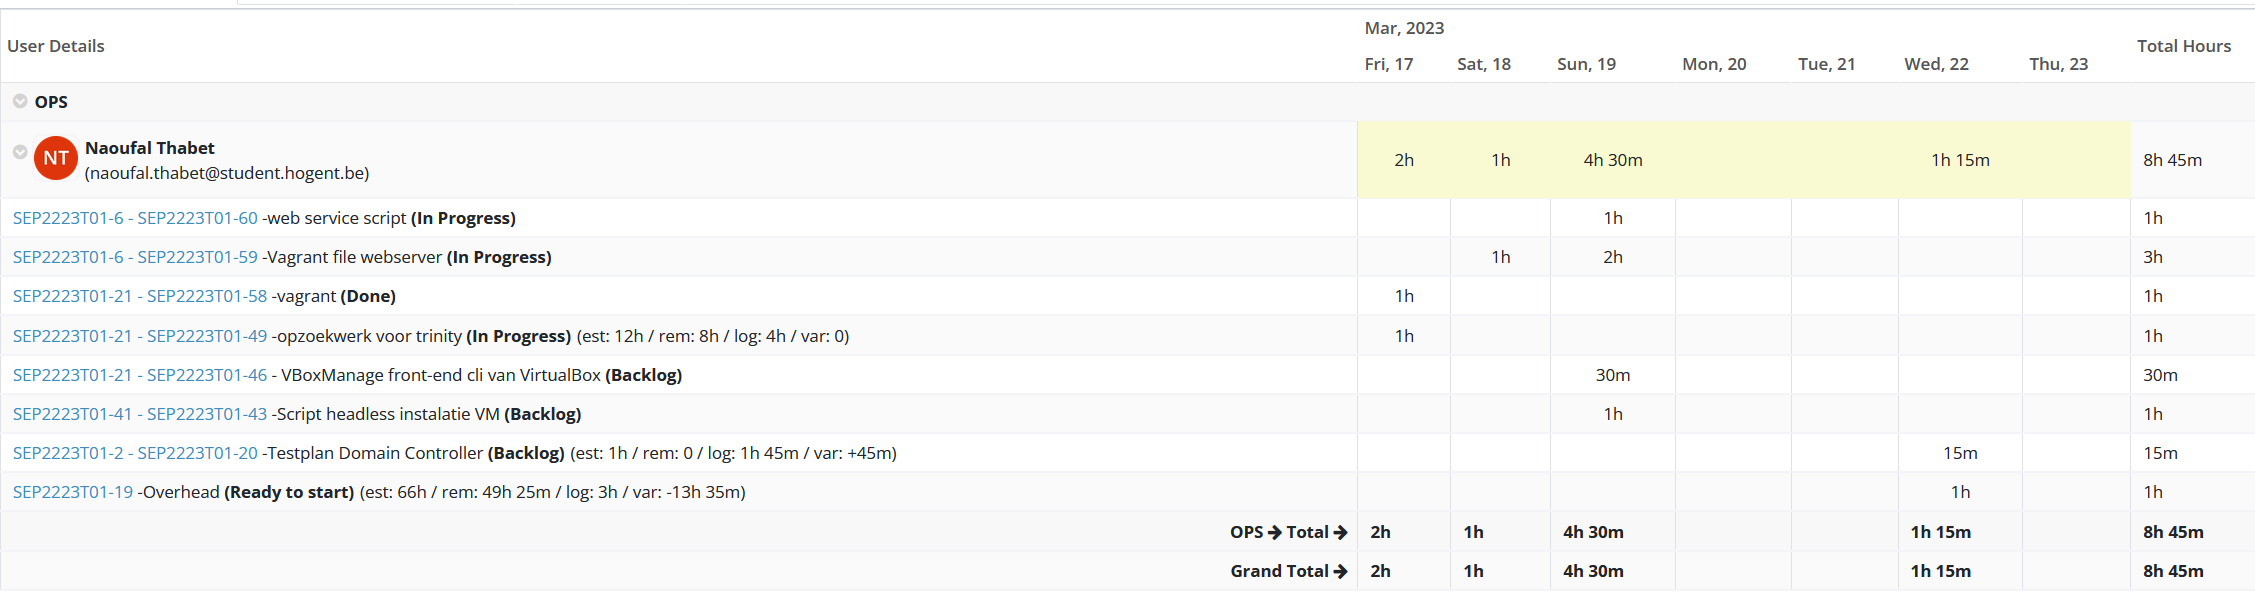 User Details Mar, 2023 Total Hours
Fri, 17 Sat, 18 Sun, 19 Mon, 20 Tue, 21 Wed, 22 Thu, 23
OPS
NT Naoufal Thabet 2h 1h 4h 30m 1h 15m 8h 45m
(naoufal.thabet@student.hogent.be)
SEP2223T01-6 - SEP2223T01-60 -web service script (In Progress) 1h 1h
SEP2223T01-6 - SEP2223T01-59 -Vagrant file webserver (In Progress) 1h 2h 3h
SEP2223T01-21 - SEP2223T01-58 -vagrant (Done) 1h 1h
SEP2223T01-21 - SEP2223T01-49 -opzoekwerk voor trinity (In Progress) (est: 12h / rem: 8h / log: 4h / var: 0) 1h 1h
SEP2223T01-21 - SEP2223T01-46 - VBoxManage front-end cli van VirtualBox (Backlog) 30m 30m
SEP2223T01-41 - SEP2223T01-43 -Script headless instalatie VM (Backlog) 1h 1h
SEP2223T01-2 - SEP2223T01-20 -Testplan Domain Controller (Backlog) (est: 1h / rem: 0 / log: 1h 45m / var: +45m) 15m 15m
SEP2223T01-19 -Overhead (Ready to start) (est: 66h / rem: 49h 25m / log: 3h / var: -13h 35m) 1h 1h
OPS → Total → 2h 1h 4h 30m 1h 15m 8h 45m
Grand Total → 2h 1h 4h 30m 1h 15m 8h 45m